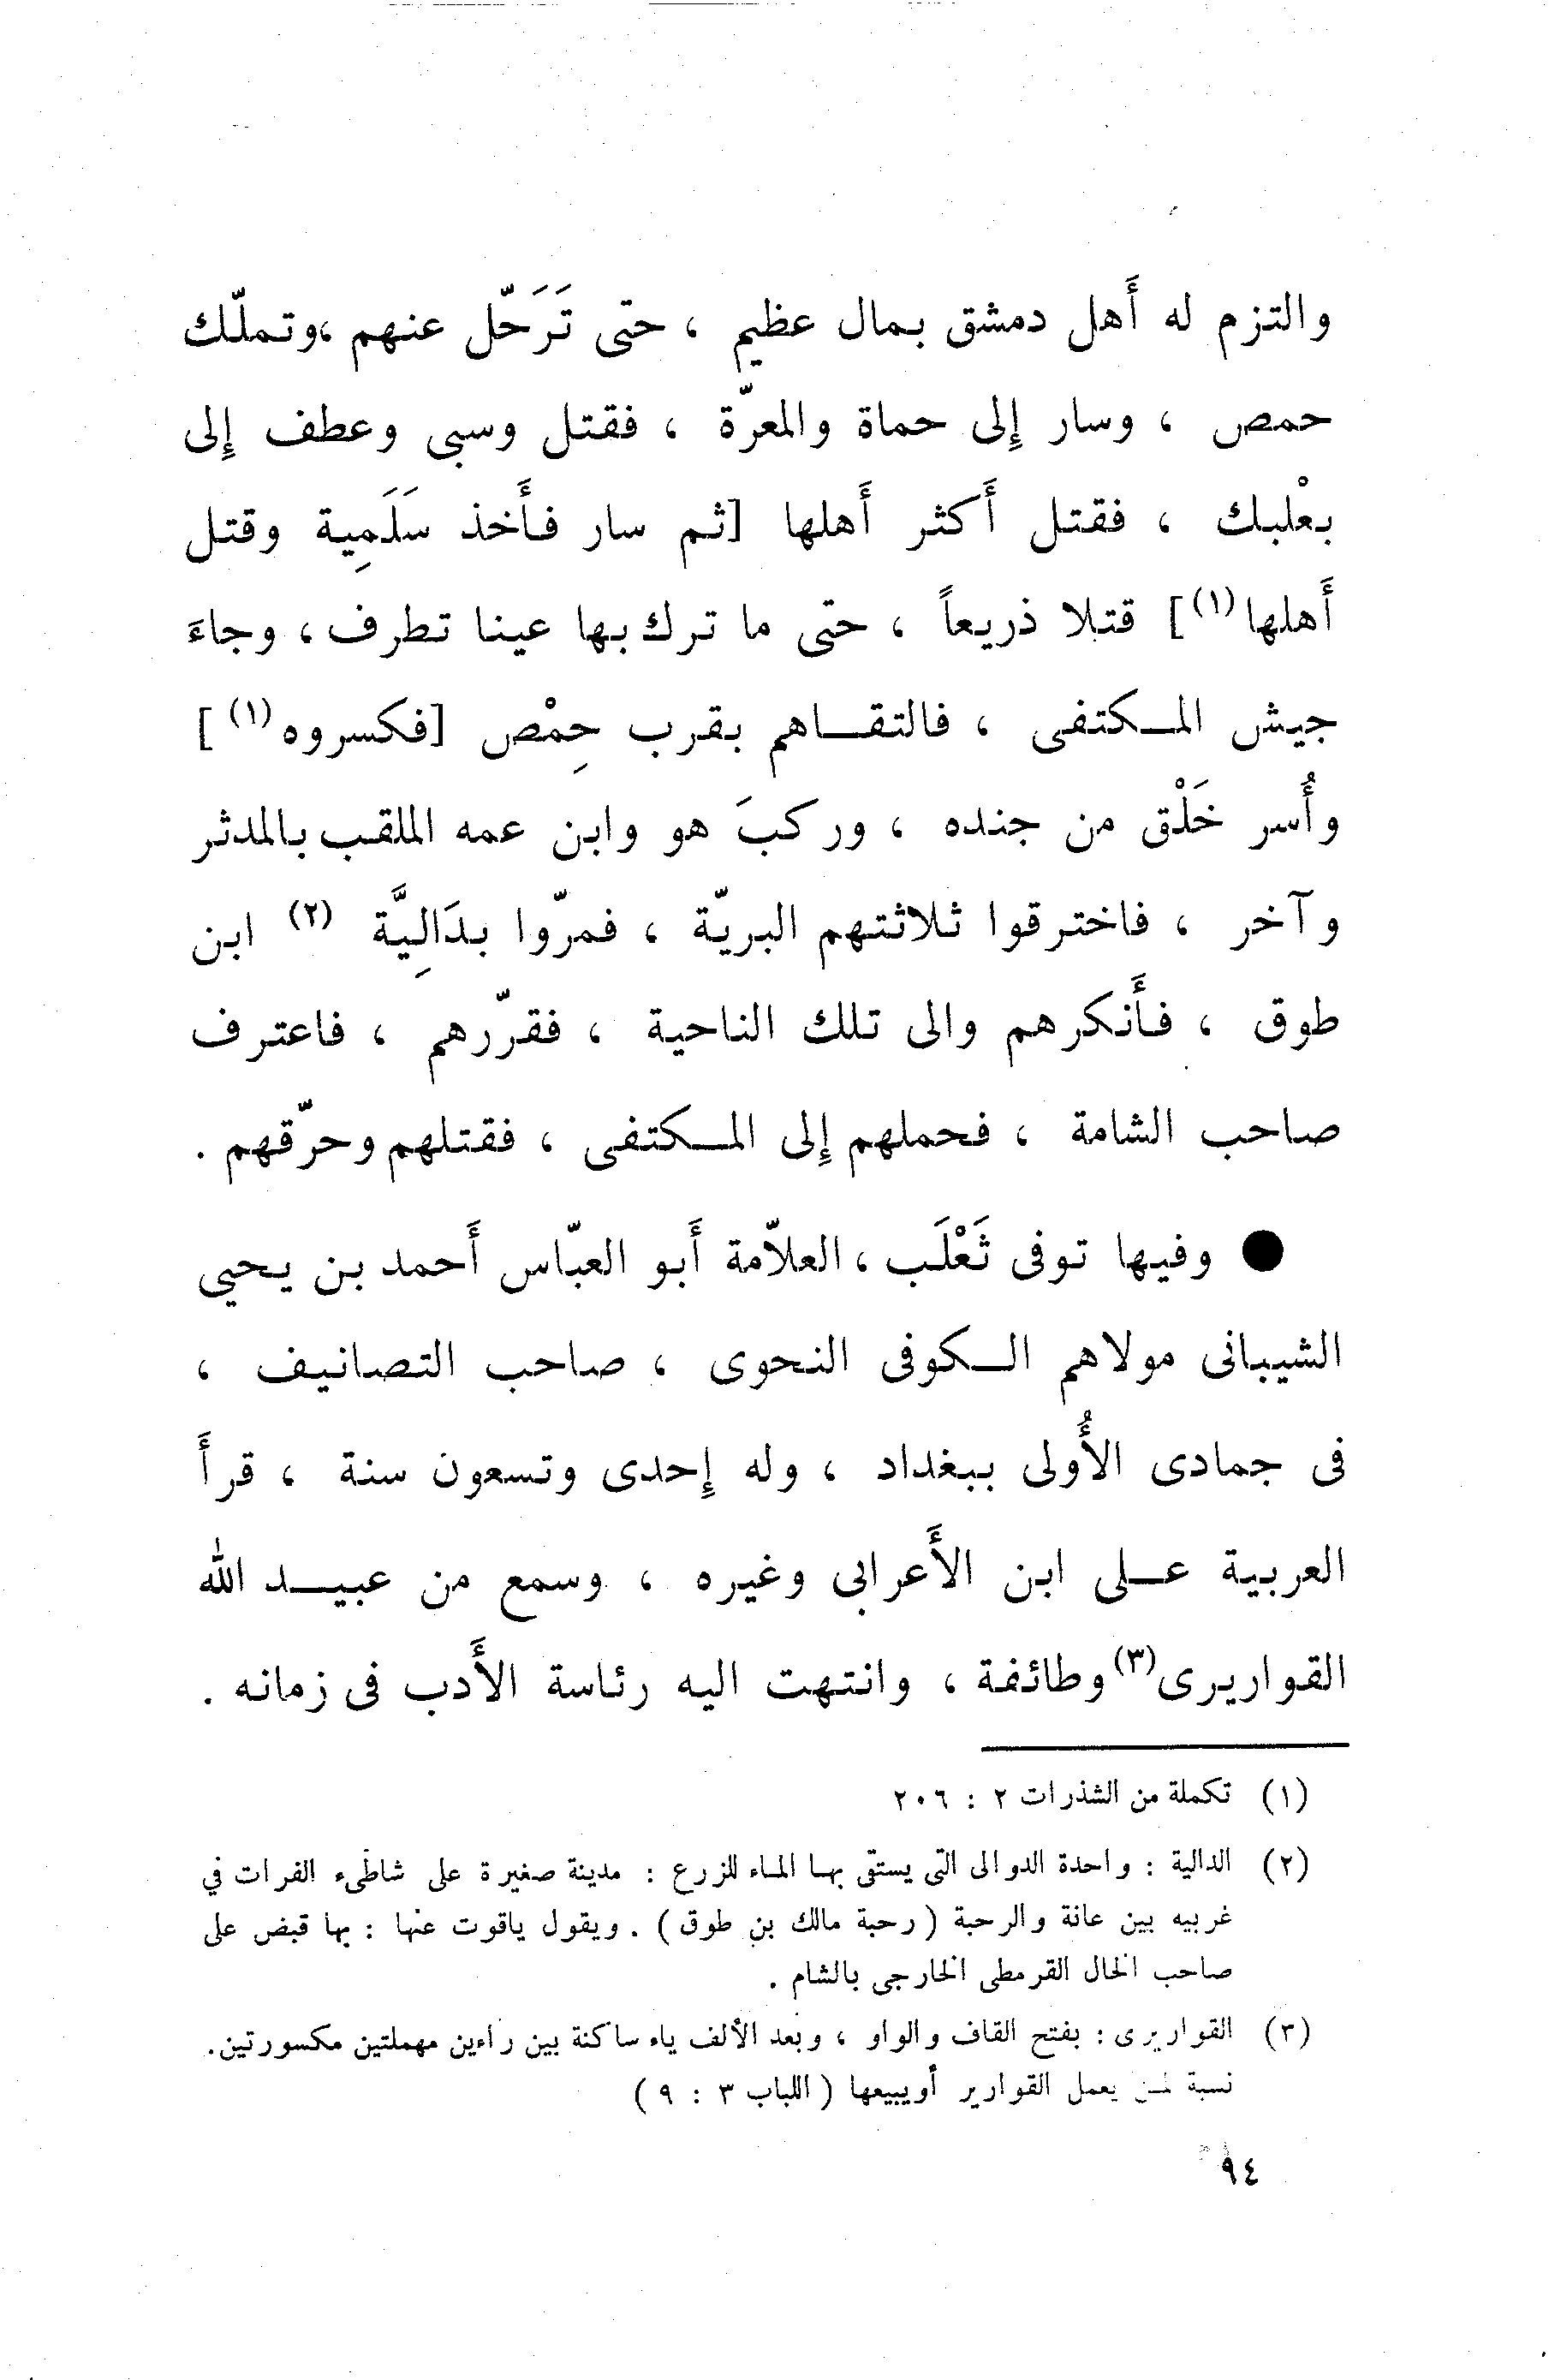 والتزم له أَهل دمشق بمال عظيم ، حتى تَرَحّل عنهم ،وتملّك
حمص ، وسار إِلى حماة والمعرّة ، فقتل وسبى وعطف إِلى
بعْلبك ، فقتل أَكثر أَهلها [ثم سار فأَخذ سَلَمِية وقتل
أَهلها(١)] قتلا ذريعاً ، حتى ما ترك بها عينا تطرف ، وجاءَ
جيش المكتفى ، فالتقاهم بقرب حِمْص [فكسروه(١)]
وأُسر خَلْق من جنده ، وركبَ هو وابن عمه الملقب بالمدثر
وآخر ، فاخترقوا ثلاثتهم البريّة ، فمرّوا بدَالِيَّة (٢) ابن
طوق ، فأَنكرهم والى تلك الناحية ، فقرّرهم ، فاعترف
صاحب الشامة ، فحملهم إِلى المكتفى ، فقتلهم وحرّقهم .
● وفيها توفى ثَعْلَب ، العلاّمة أَبو العبّاس أَحمد بن يحيى
الشيبانى مولاهم الكوفى النحوى ، صاحب التصانيف ،
فى جمادى الأُولى ببغداد ، وله إِحدى وتسعون سنة ، قرأَ
العربية على ابن الأَعرابى وغيره ، وسمع من عبيد الله
القواريرى(٣) وطائفة ، وانتهت اليه رئاسة الأَدب فى زمانه .
(١) تكملة من الشذرات ٢ : ٢٠٦
(٢) الدالية : واحدة الدوالى التى يستقى بها الماء للزرع : مدينة صغيرة على شاطىء الفرات في
غربيه بين عانة والرحبة ( رحبة مالك بن طوق ) . ويقول ياقوت عنها : بها قبض على
صاحب الخال القرمطى الخارجى بالشام .
(٣) القواريرى : بفتح القاف والواو ، وبعد الألف ياء ساكنة بين راءين مهملتين مكسورتين.
نسبة لمن يعمل القوارير أويبيعها ( اللباب ٣ : ٩ )
٩٤